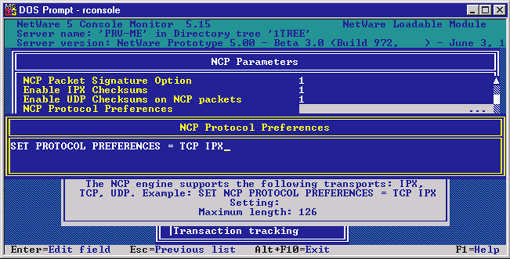 DOS Prompt - rconsole
NetWare 5 Console Monitor 5.15 NetWare Loadable Module
Server name: 'PRV-ME' in Directory tree '1TREE'
Server version: NetWare Prototype 5.00 - Beta 3.0 (Build 972, ) - June 3, 1
NCP Parameters
NCP Packet Signature Option 1
Enable IPX Checksums 1
Enable UDP Checksums on NCP packets 1
NCP Protocol Preferences ...
NCP Protocol Preferences
SET PROTOCOL PREFERENCES = TCP IPX_
The NCP engine supports the following transports: IPX,
TCP, UDP. Example: SET NCP PROTOCOL PREFERENCES = TCP IPX
Setting:
Maximum length: 126
Transaction tracking
Enter=Edit field Esc=Previous list Alt+F10=Exit F1=Help